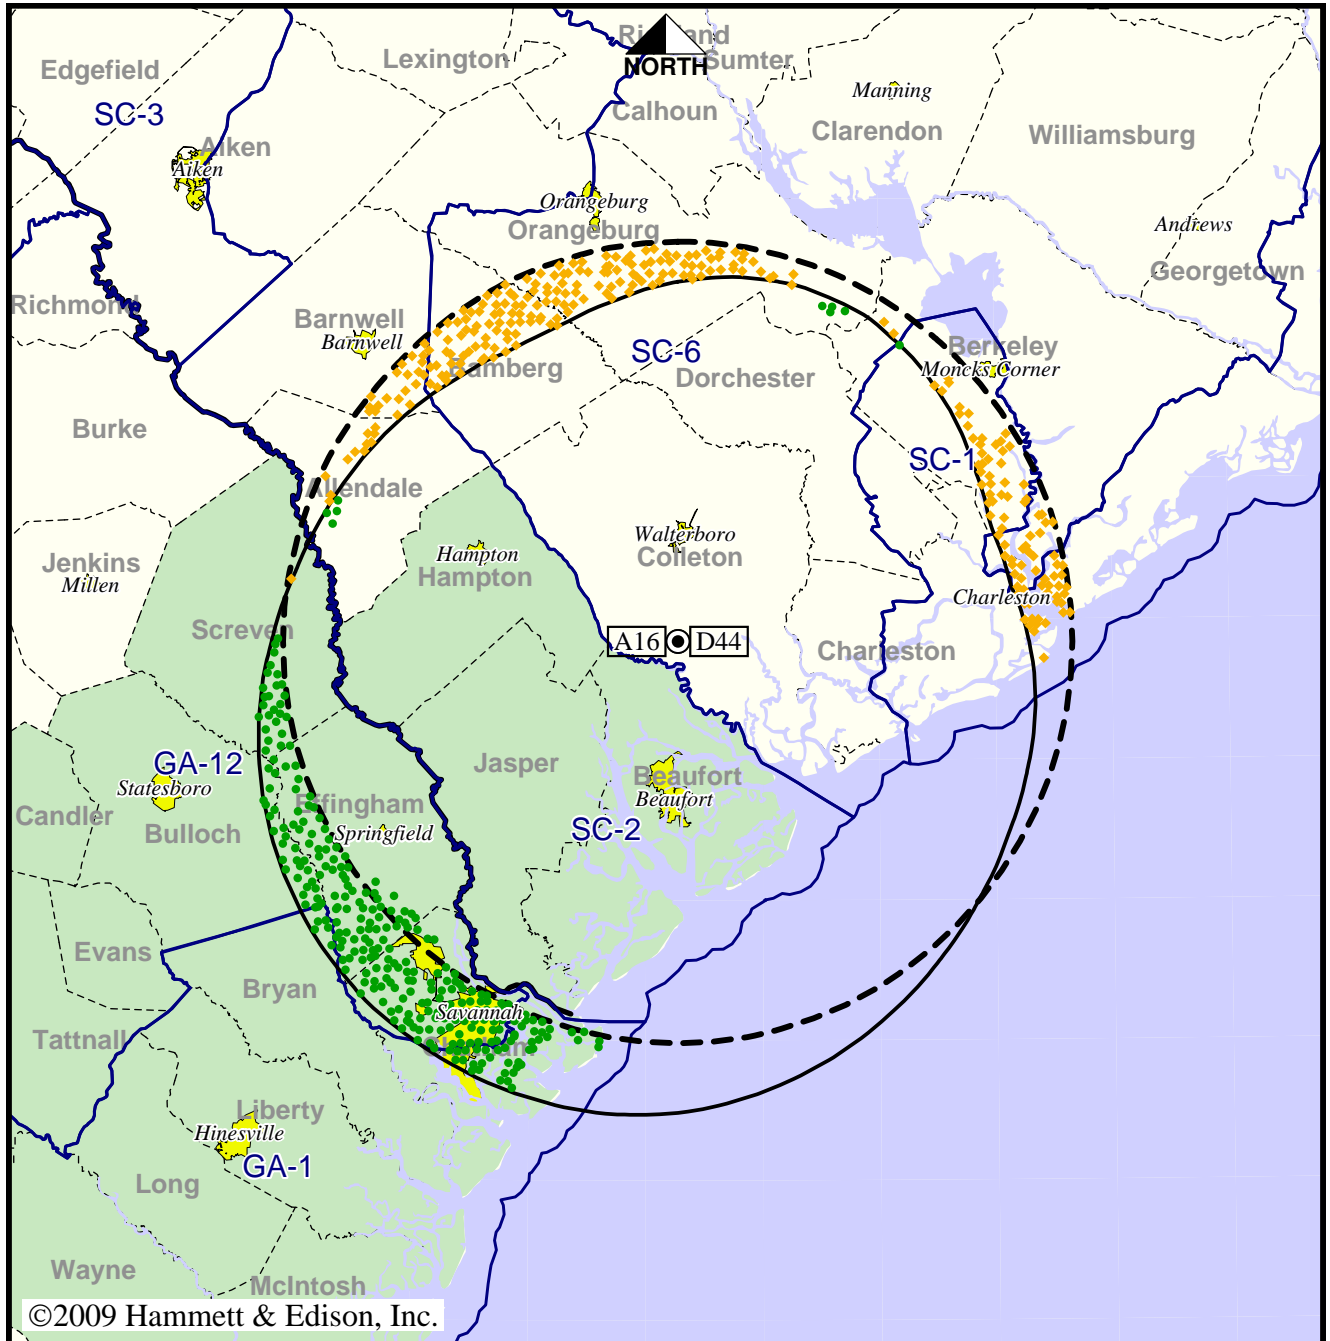 Edgefield
Lexington
Richland
NORTH
Sumter
SC-3
Calhoun
Manning
Clarendon
Williamsburg
Aiken
Aiken
Orangeburg
Orangeburg
Andrews
Georgetown
Richmond
Barnwell
Barnwell
SC-6
Berkeley
Moncks Corner
Bamberg
Dorchester
Burke
SC-1
Allendale
Walterboro
Colleton
Hampton
Hampton
Jenkins
Millen
Charleston
Screven
A16 D44
Charleston
GA-12
Statesboro
Jasper
Beaufort
Beaufort
Candler
Bulloch
Effingham
Springfield
SC-2
Evans
Bryan
Savannah
Tattnall
Chatham
Liberty
Hinesville
GA-1
Long
Wayne
McIntosh
©2009 Hammett & Edison, Inc.